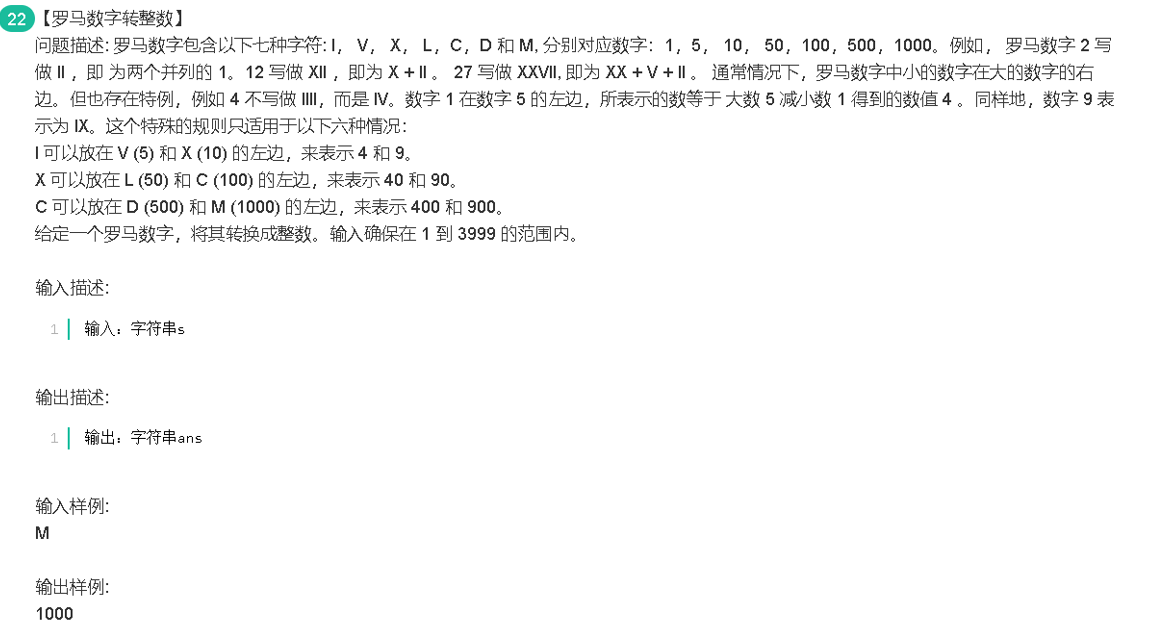 22 【罗马数字转整数】
问题描述: 罗马数字包含以下七种字符: I， V， X， L，C，D 和 M, 分别对应数字：1，5， 10， 50，100，500，1000。例如， 罗马数字 2 写
做 II ，即 为两个并列的 1。12 写做 XII ，即为 X + II 。 27 写做 XXVII, 即为 XX + V + II 。 通常情况下，罗马数字中小的数字在大的数字的右
边。但也存在特例，例如 4 不写做 IIII，而是 IV。数字 1 在数字 5 的左边，所表示的数等于 大数 5 减小数 1 得到的数值 4 。同样地，数字 9 表
示为 IX。这个特殊的规则只适用于以下六种情况：
I 可以放在 V (5) 和 X (10) 的左边，来表示 4 和 9。
X 可以放在 L (50) 和 C (100) 的左边，来表示 40 和 90。
C 可以放在 D (500) 和 M (1000) 的左边，来表示 400 和 900。
给定一个罗马数字，将其转换成整数。输入确保在 1 到 3999 的范围内。
输入描述:
1 输入：字符串s
输出描述:
1 输出：字符串ans
输入样例:
M
输出样例:
1000